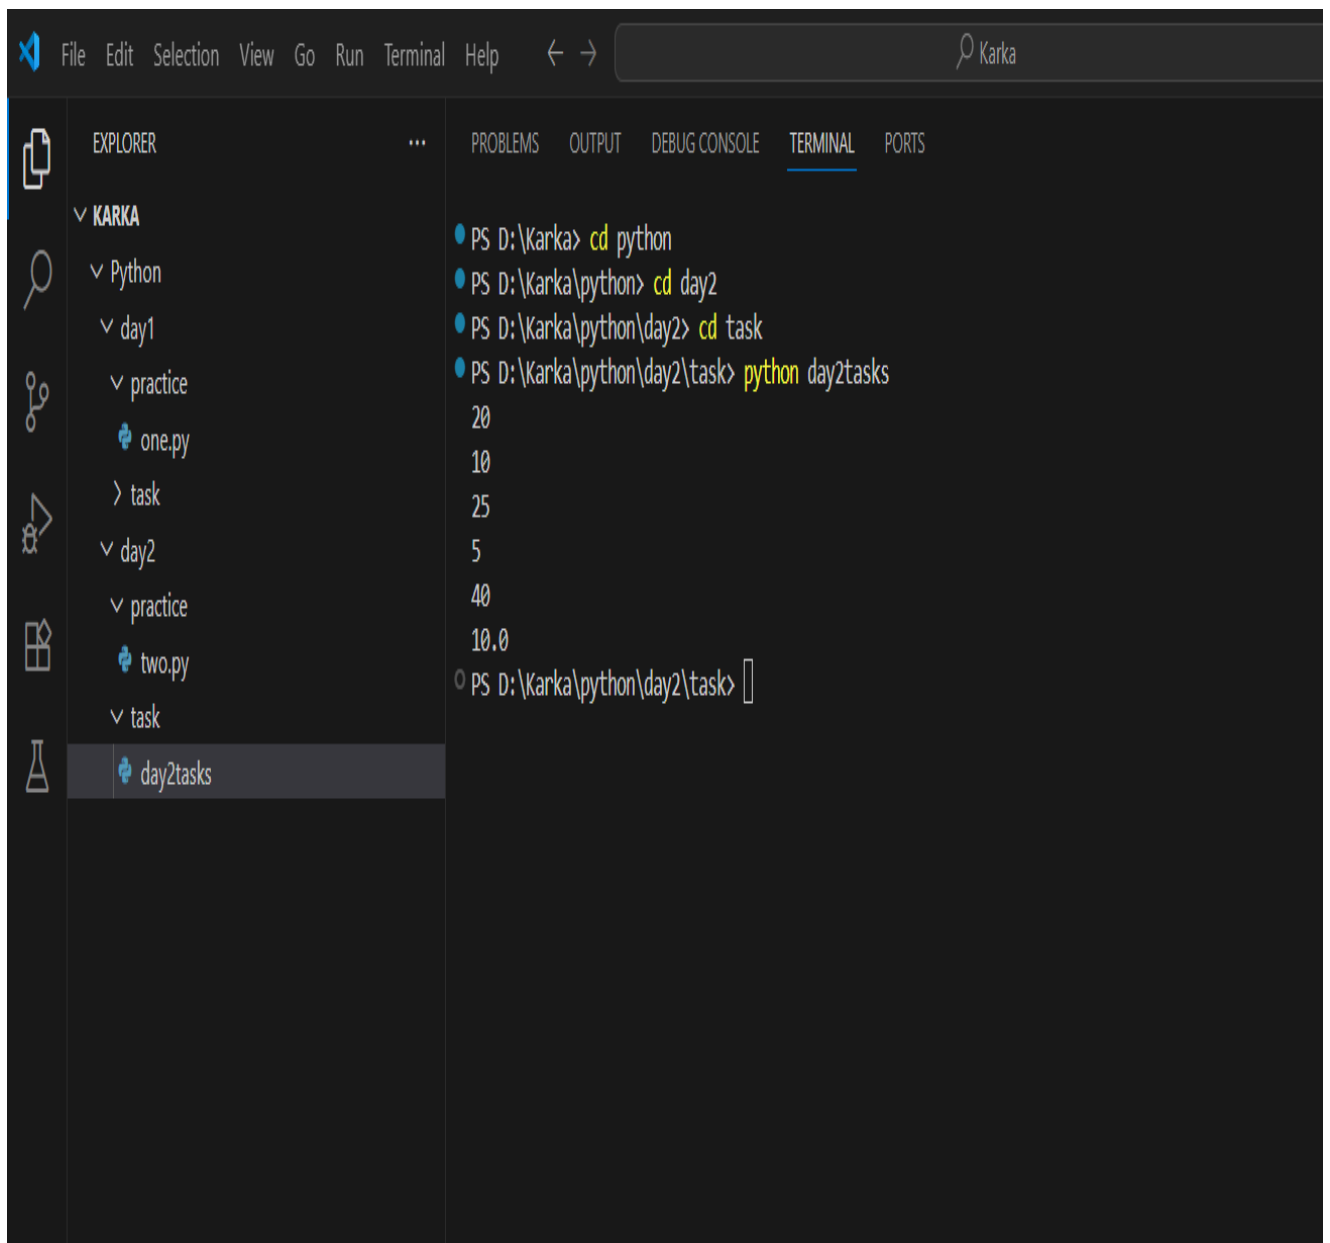 File Edit Selection View Go Run Terminal Help Karka
EXPLORER
KARKA
Python
day1
practice
one.py
task
day2
practice
two.py
task
day2tasks
PROBLEMS OUTPUT DEBUG CONSOLE TERMINAL PORTS
PS D:\Karka> cd python
PS D:\Karka\python> cd day2
PS D:\Karka\python\day2> cd task
PS D:\Karka\python\day2\task> python day2tasks
20
10
25
5
40
10.0
PS D:\Karka\python\day2\task>